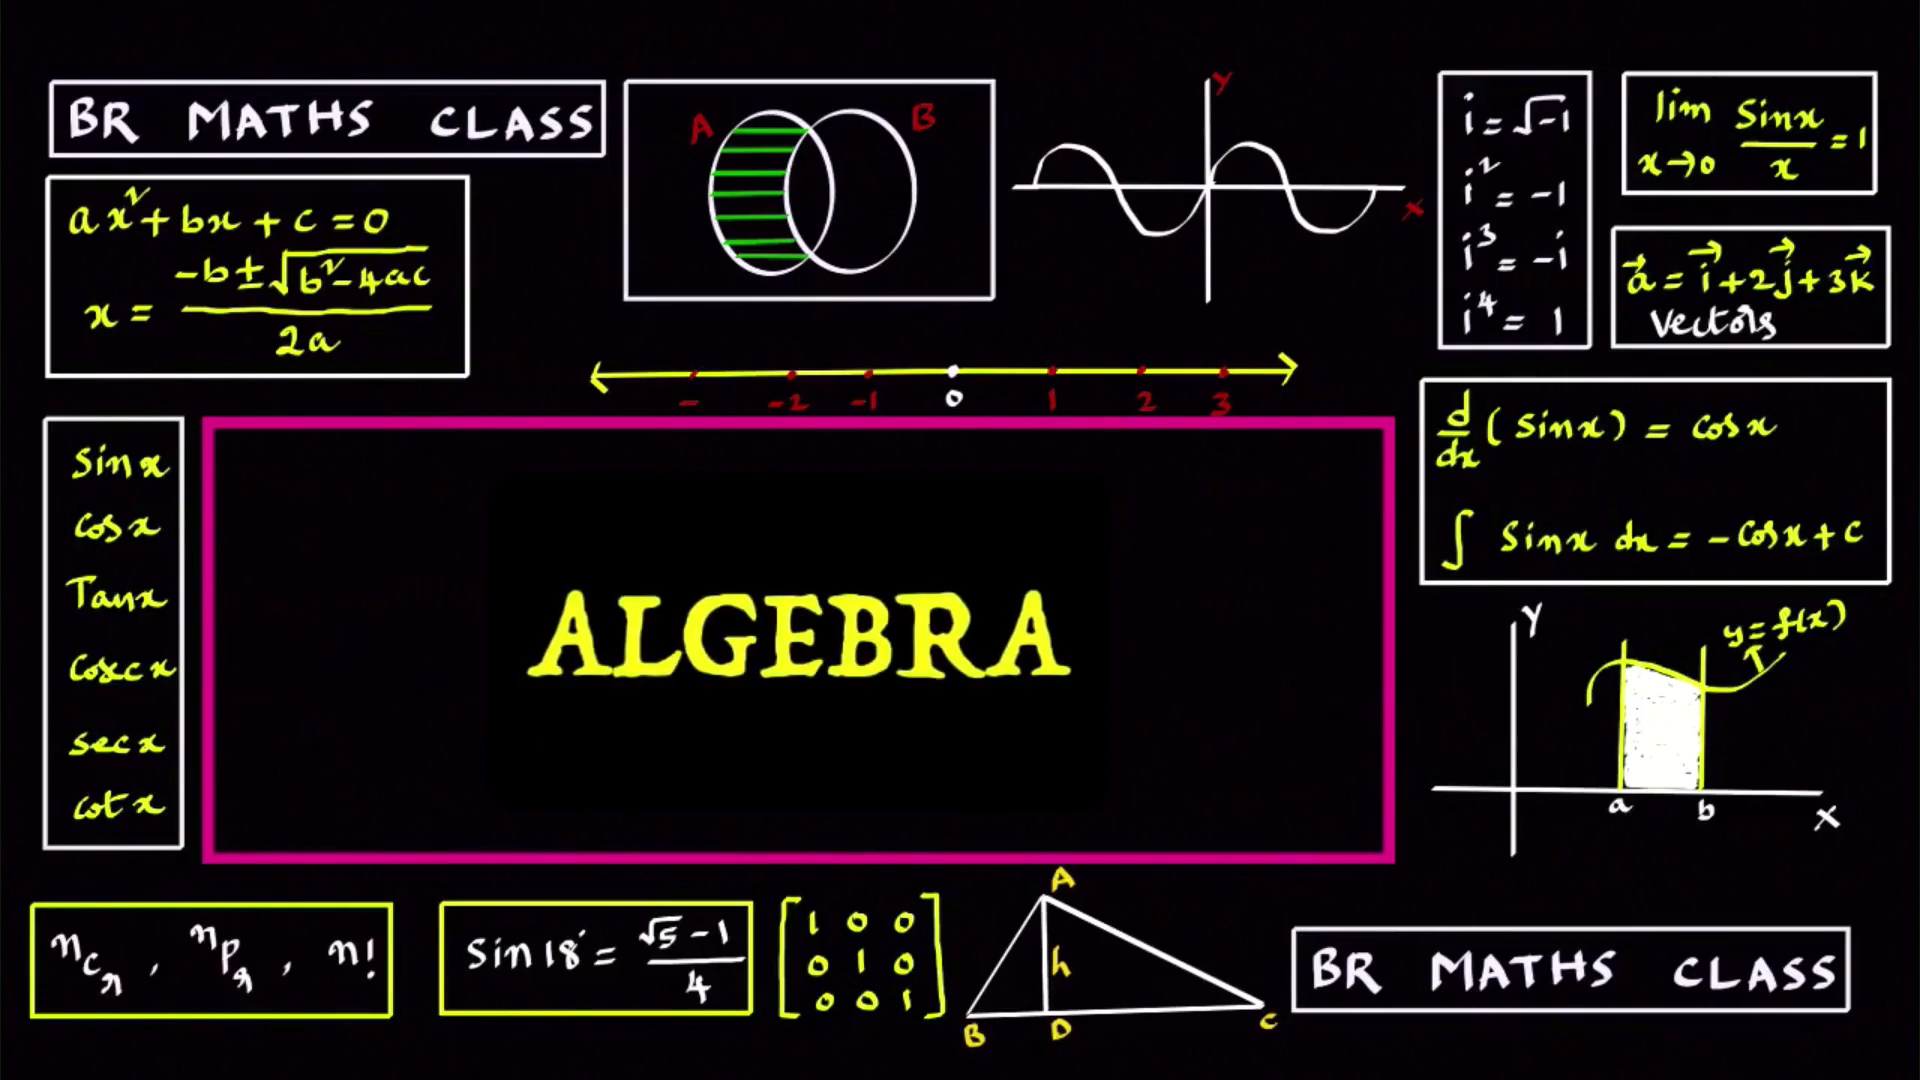 BR MATHS CLASS
ax²+bx+c=0
x = (-b±√(b²-4ac))/2a
A B
Y
X
- -2 -1 0 1 2 3
i=√-1
i²=-1
i³=-i
i⁴=1
lim x→0 Sinx/x=1
a⃗=i⃗+2j⃗+3k⃗
Vectors
Sinx
Cosx
Tanx
Cosecx
secx
cotx
ALGEBRA
d/dx(Sinx)=Cosx
∫ Sinx dx=-Cosx+c
Y
y=f(x)
a b X
nCr, nPr, n!
Sin18°=(√5-1)/4
1 0 0
0 1 0
0 0 1
A
h
B D C
BR MATHS CLASS